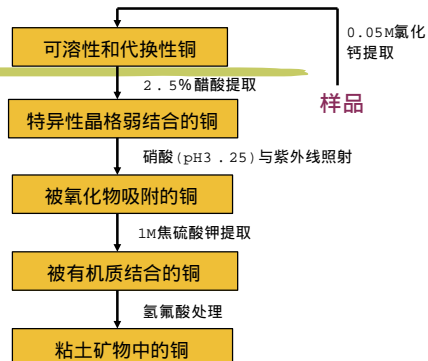 0.05M氯化
钙提取
可溶性和代换性铜
2．5%醋酸提取
样品
特异性晶格弱结合的铜
硝酸(pH3．25)与紫外线照射
被氧化物吸附的铜
1M焦硫酸钾提取
被有机质结合的铜
氢氟酸处理
粘土矿物中的铜